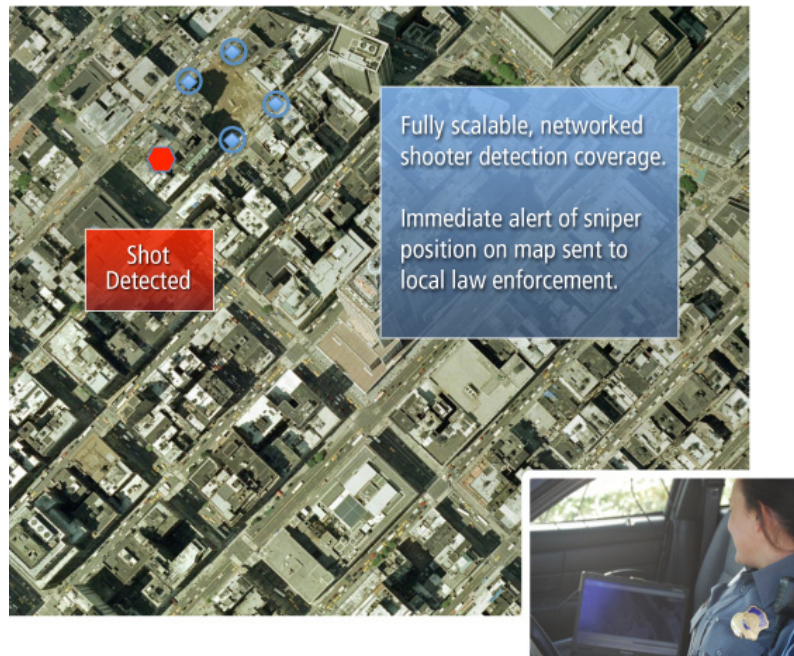 Fully scalable, networked
shooter detection coverage.
Immediate alert of sniper
position on map sent to
local law enforcement.
Shot
Detected